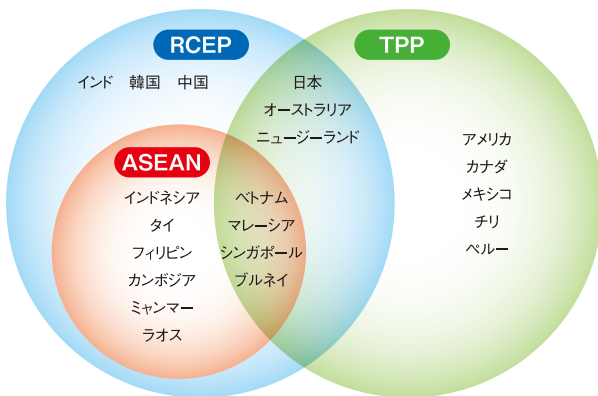 RCEP
TPP
インド 韓国 中国
日本
オーストラリア
ニュージーランド
アメリカ
カナダ
メキシコ
チリ
ペルー
ASEAN
インドネシア
タイ
フィリピン
カンボジア
ミャンマー
ラオス
ベトナム
マレーシア
シンガポール
ブルネイ